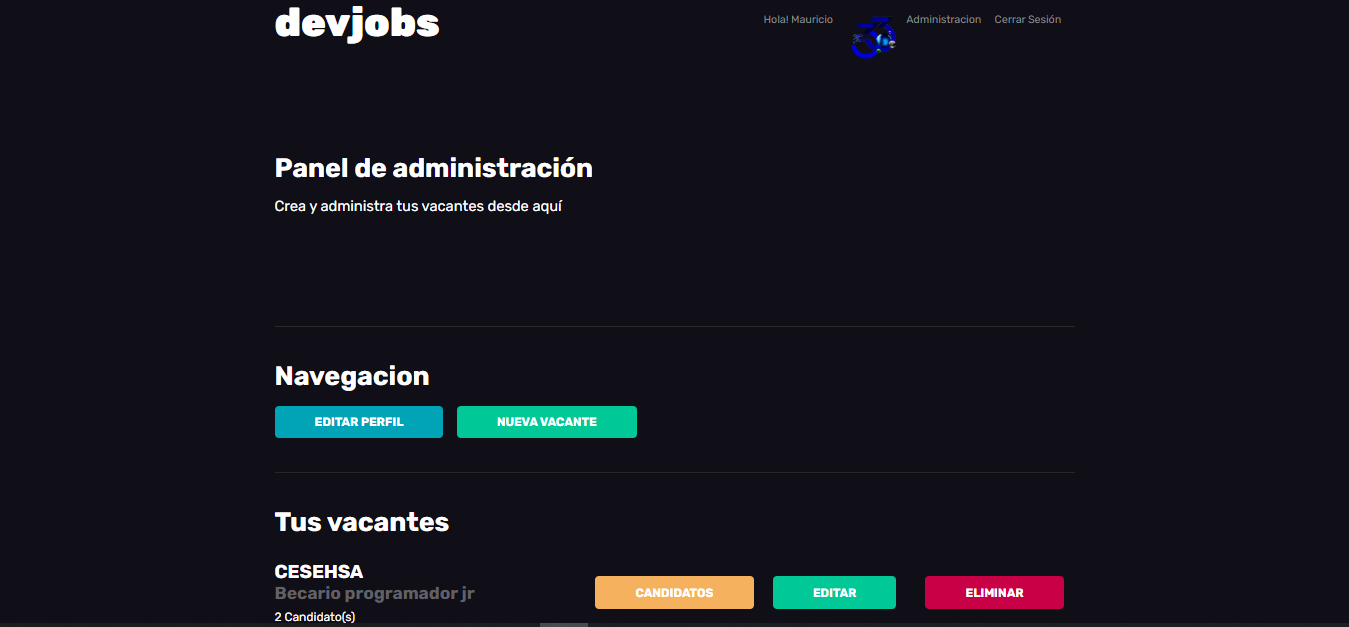 devjobs
Hola! Mauricio Administracion Cerrar Sesión
Panel de administración
Crea y administra tus vacantes desde aquí
Navegacion
EDITAR PERFIL NUEVA VACANTE
Tus vacantes
CESEHSA
Becario programador jr
CANDIDATOS EDITAR ELIMINAR
2 Candidato(s)